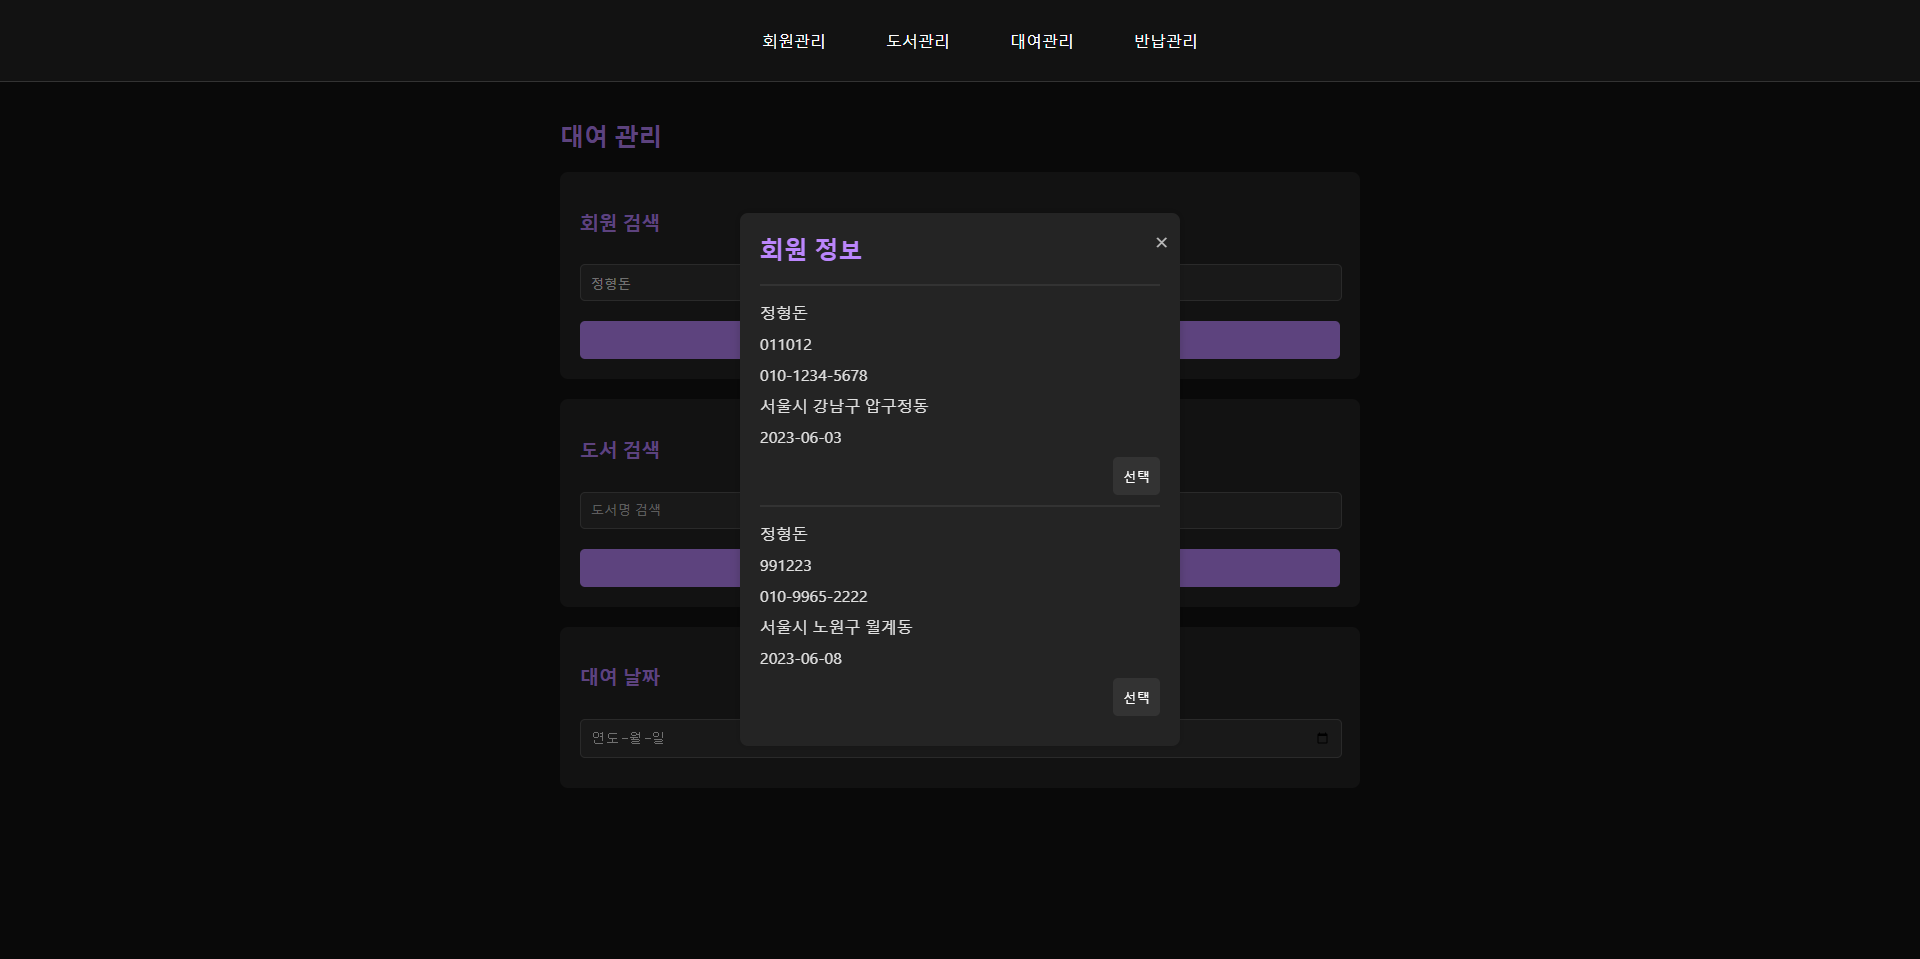 회원관리 도서관리 대여관리 반납관리
대여 관리
회원 검색
정형돈
회원 정보
×
정형돈
011012
010-1234-5678
서울시 강남구 압구정동
2023-06-03
선택
정형돈
991223
010-9965-2222
서울시 노원구 월계동
2023-06-08
선택
도서 검색
도서명 검색
대여 날짜
연도-월-일